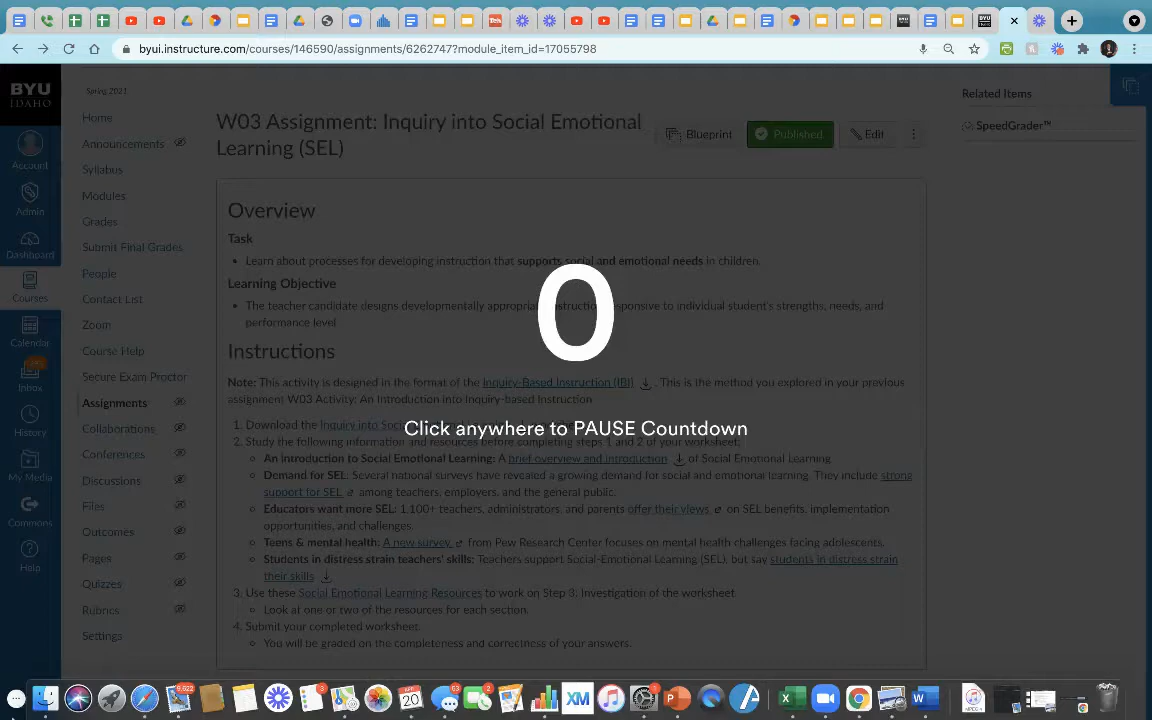 byui.instructure.com/courses/146590/assignments/6262747?module_item_id=17055798
BYU
IDAHO
Account
Admin
Dashboard
Courses
Calendar
Inbox
History
My Media
Commons
Help
Spring 2021
Home
Announcements
Syllabus
Modules
Grades
Submit Final Grades
People
Contact List
Zoom
Course Help
Secure Exam Proctor
Assignments
Collaborations
Conferences
Discussions
Files
Outcomes
Pages
Quizzes
Rubrics
Settings
W03 Assignment: Inquiry into Social Emotional
Learning (SEL)
Blueprint
Published
Edit
Related Items
SpeedGrader™
Overview
Task
Learn about processes for developing instruction that supports social and emotional needs in children.
Learning Objective
The teacher candidate designs developmentally appropriate instruction responsive to individual student's strengths, needs, and
performance level
0
Instructions
Note: This activity is designed in the format of the Inquiry-Based Instruction (IBI) . This is the method you explored in your previous
assignment W03 Activity: An Introduction into Inquiry-based Instruction
1. Download the Inquiry into
Click anywhere to PAUSE Countdown
2. Study the following information and resources before completing steps 1 and 2 of your worksheet:
An introduction to Social Emotional Learning: A brief overview and introduction of Social Emotional Learning
Demand for SEL: Several national surveys have revealed a growing demand for social and emotional learning. They include strong
support for SEL among teachers, employers, and the general public.
Educators want more SEL: 1,100+ teachers, administrators, and parents offer their views on SEL benefits, implementation
opportunities, and challenges.
Teens & mental health: A new survey from Pew Research Center focuses on mental health challenges facing adolescents.
Students in distress strain teachers' skills: Teachers support Social-Emotional Learning (SEL), but say students in distress strain
their skills
3. Use these Social Emotional Learning Resources to work on Step 3: Investigation of the worksheet.
Look at one or two of the resources for each section.
4. Submit your completed worksheet.
You will be graded on the completeness and correctness of your answers.
9,622
3
20
63
2
XM